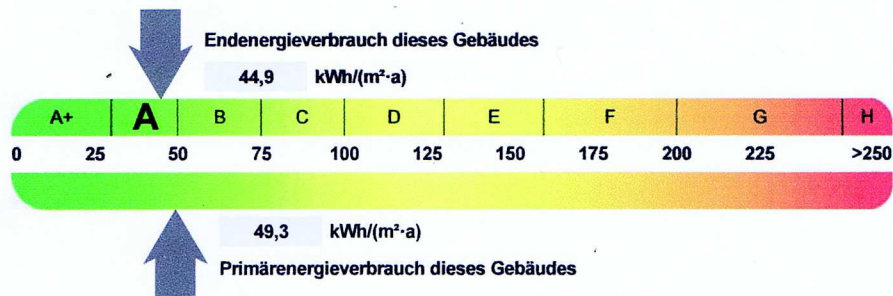 Endenergieverbrauch dieses Gebäudes
44,9 kWh/(m²·a)
A+ A B C D E F G H
0 25 50 75 100 125 150 175 200 225 >250
49,3 kWh/(m²·a)
Primärenergieverbrauch dieses Gebäudes